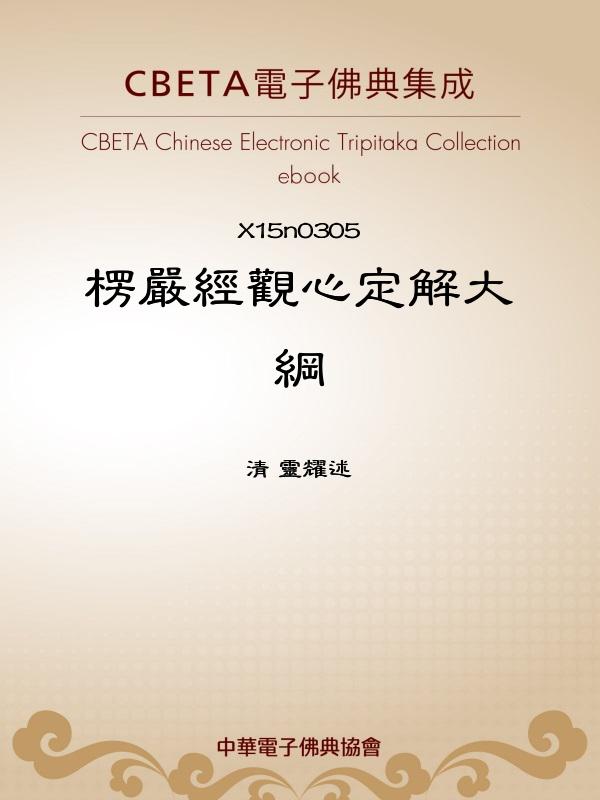 CBETA電子佛典集成
CBETA Chinese Electronic Tripitaka Collection
ebook
X15n0305
楞嚴經觀心定解大
綱
清 靈耀述
中華電子佛典協會